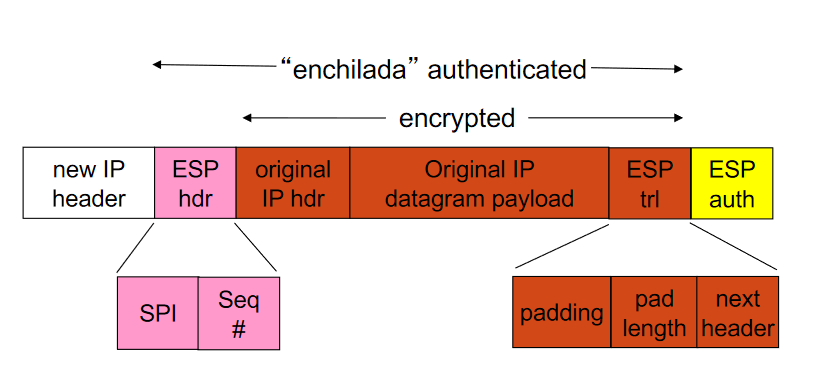 “enchilada” authenticated
encrypted
new IP
header
ESP
hdr
original
IP hdr
Original IP
datagram payload
ESP
trl
ESP
auth
SPI
Seq
#
padding
pad
length
next
header